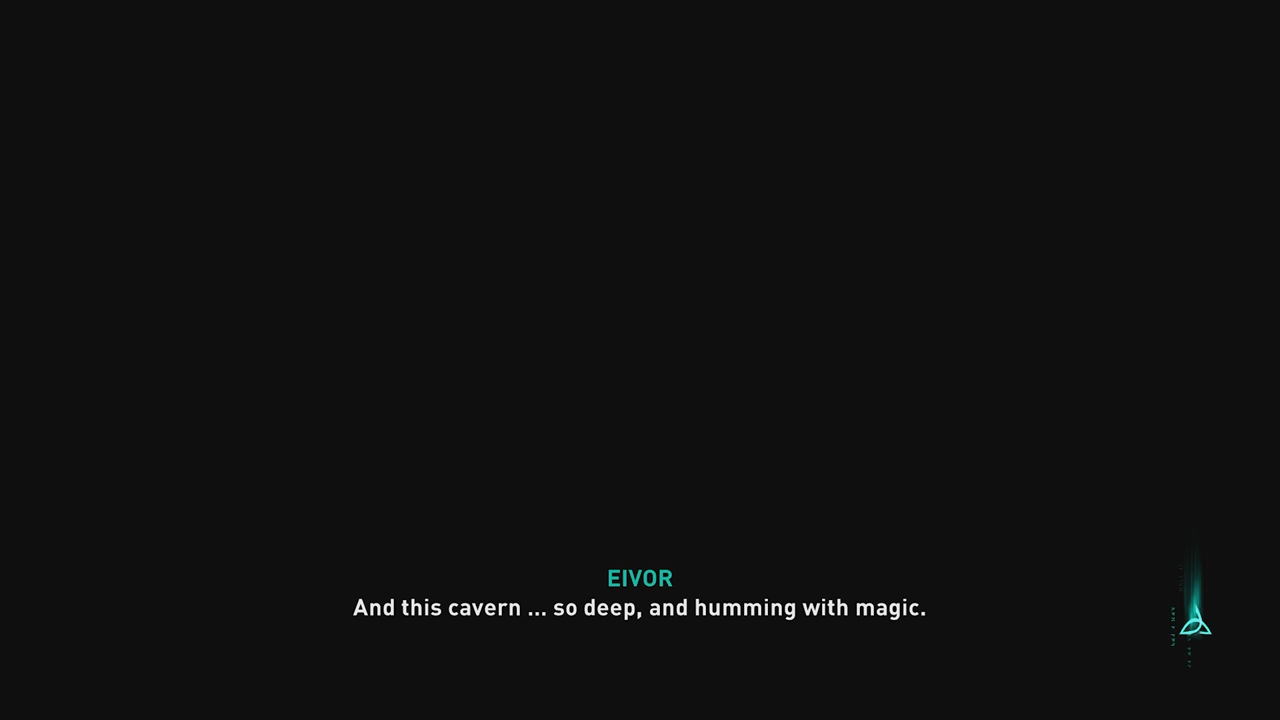 EIVOR
And this cavern ... so deep, and humming with magic.